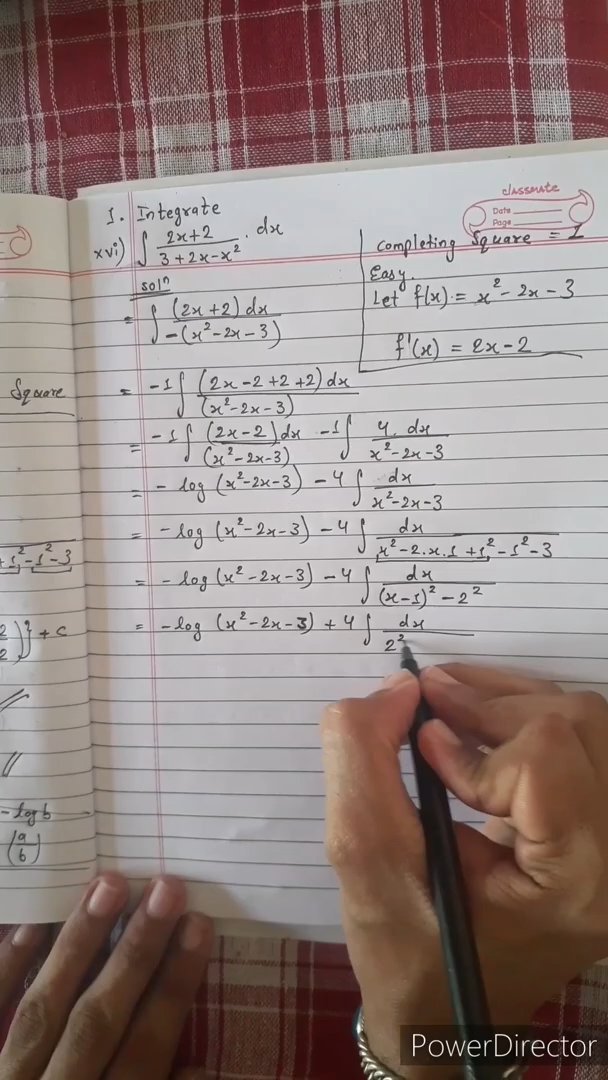 classmate
Date
Page
1. Integrate
xvi) ∫ (2x+2)/(3+2x-x²) . dx
completing Square = 1
Easy.
Let f(x) = x² - 2x - 3
f'(x) = 2x - 2
soln
= ∫ (2x+2) dx / -(x²-2x-3)
= -1 ∫ (2x-2+2+2) dx / (x²-2x-3)
= -1 ∫ (2x-2) dx / (x²-2x-3) -1 ∫ 4. dx / x²-2x-3
= - log (x²-2x-3) - 4 ∫ dx / x²-2x-3
= - log (x²-2x-3) - 4 ∫ dx / x²-2.x.1+1²-1²-3
= - log (x²-2x-3) - 4 ∫ dx / (x-1)² - 2²
= - log (x²-2x-3) + 4 ∫ dx / 2²
Square
+1²-1²-3
2)} + c
- log b
(a/b)
PowerDirector